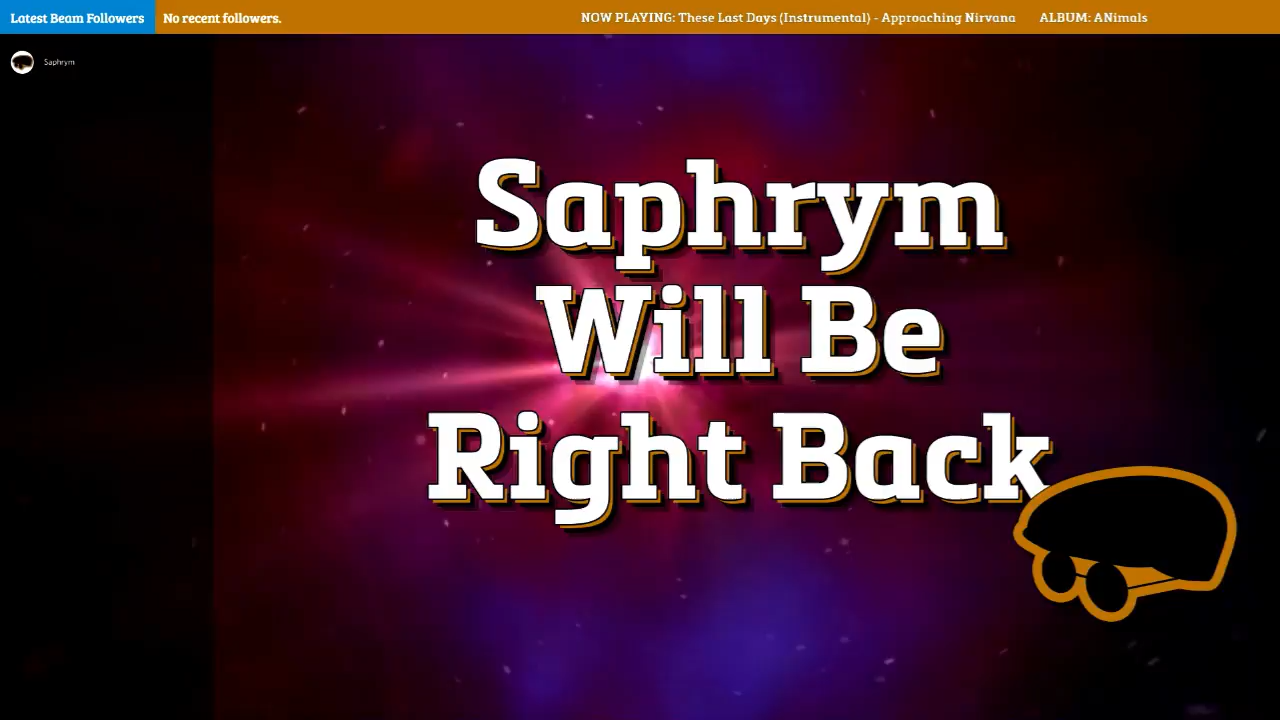 Latest Beam Followers No recent followers. NOW PLAYING: These Last Days (Instrumental) - Approaching Nirvana ALBUM: ANimals
Saphrym
Saphrym
Will Be
Right Back